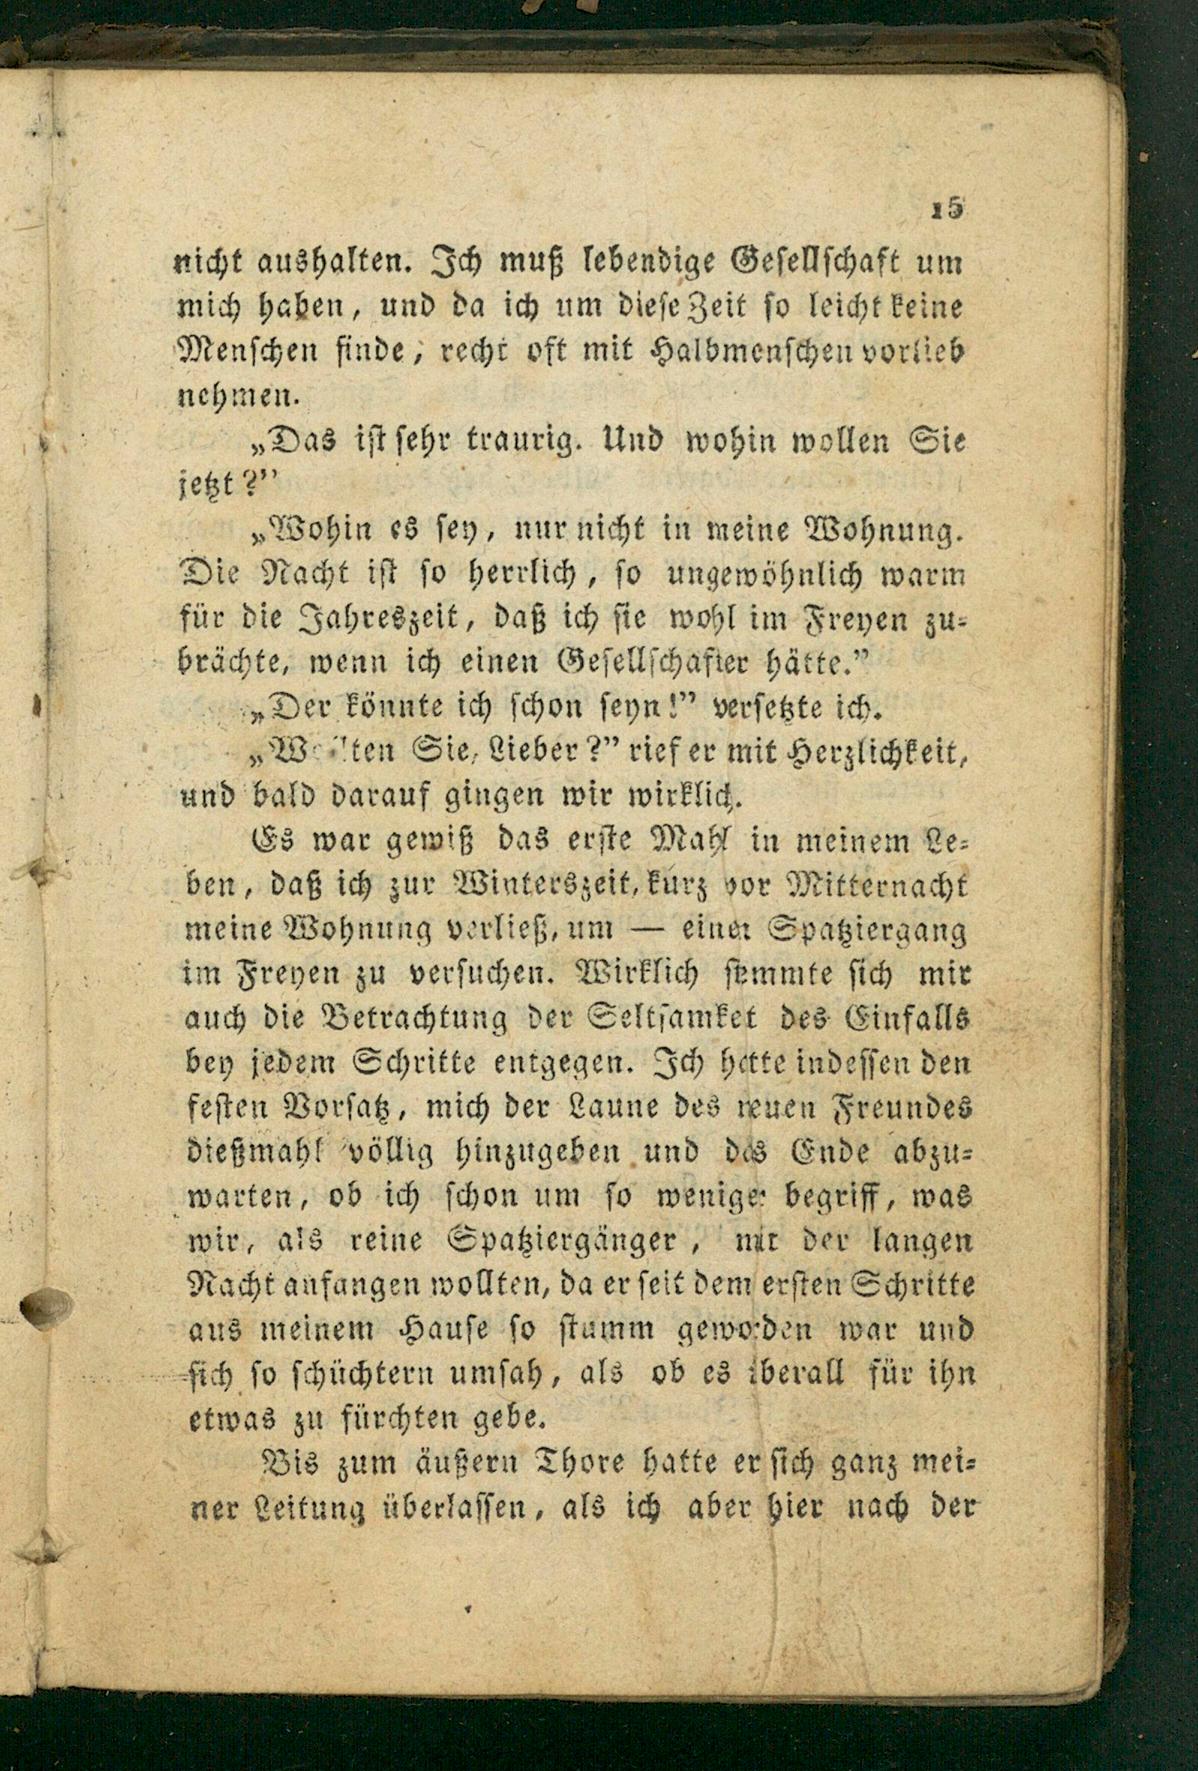 15
nicht aushalten. Ich muß lebendige Gesellschaft um
mich haben, und da ich um diese Zeit so leicht keine
Menschen finde, recht oft mit Halbmenschen vorlieb
nehmen.
„Das ist sehr traurig. Und wohin wollen Sie
jetzt?”
„Wohin es sey, nur nicht in meine Wohnung.
Die Nacht ist so herrlich, so ungewöhnlich warm
für die Jahreszeit, daß ich sie wohl im Freyen zu-
brächte, wenn ich einen Gesellschafter hätte.”
„Der könnte ich schon seyn!” versetzte ich.
„Wollten Sie, Lieber?” rief er mit Herzlichkeit,
und bald darauf gingen wir wirklich.
Es war gewiß das erste Mahl in meinem Le-
ben, daß ich zur Winterszeit, kurz vor Mitternacht
meine Wohnung verließ, um — einen Spatziergang
im Freyen zu versuchen. Wirklich stemmte sich mir
auch die Betrachtung der Seltsamket des Einfalls
bey jedem Schritte entgegen. Ich hatte indessen den
festen Vorsatz, mich der Laune des neuen Freundes
dießmahl völlig hinzugeben und das Ende abzu-
warten, ob ich schon um so weniger begriff, was
wir, als reine Spatziergänger, mit der langen
Nacht anfangen wollten, da er seit dem ersten Schritte
aus meinem Hause so stumm geworden war und
sich so schüchtern umsah, als ob es überall für ihn
etwas zu fürchten gebe.
Bis zum äußern Thore hatte er sich ganz mei-
ner Leitung überlassen, als ich aber hier nach der